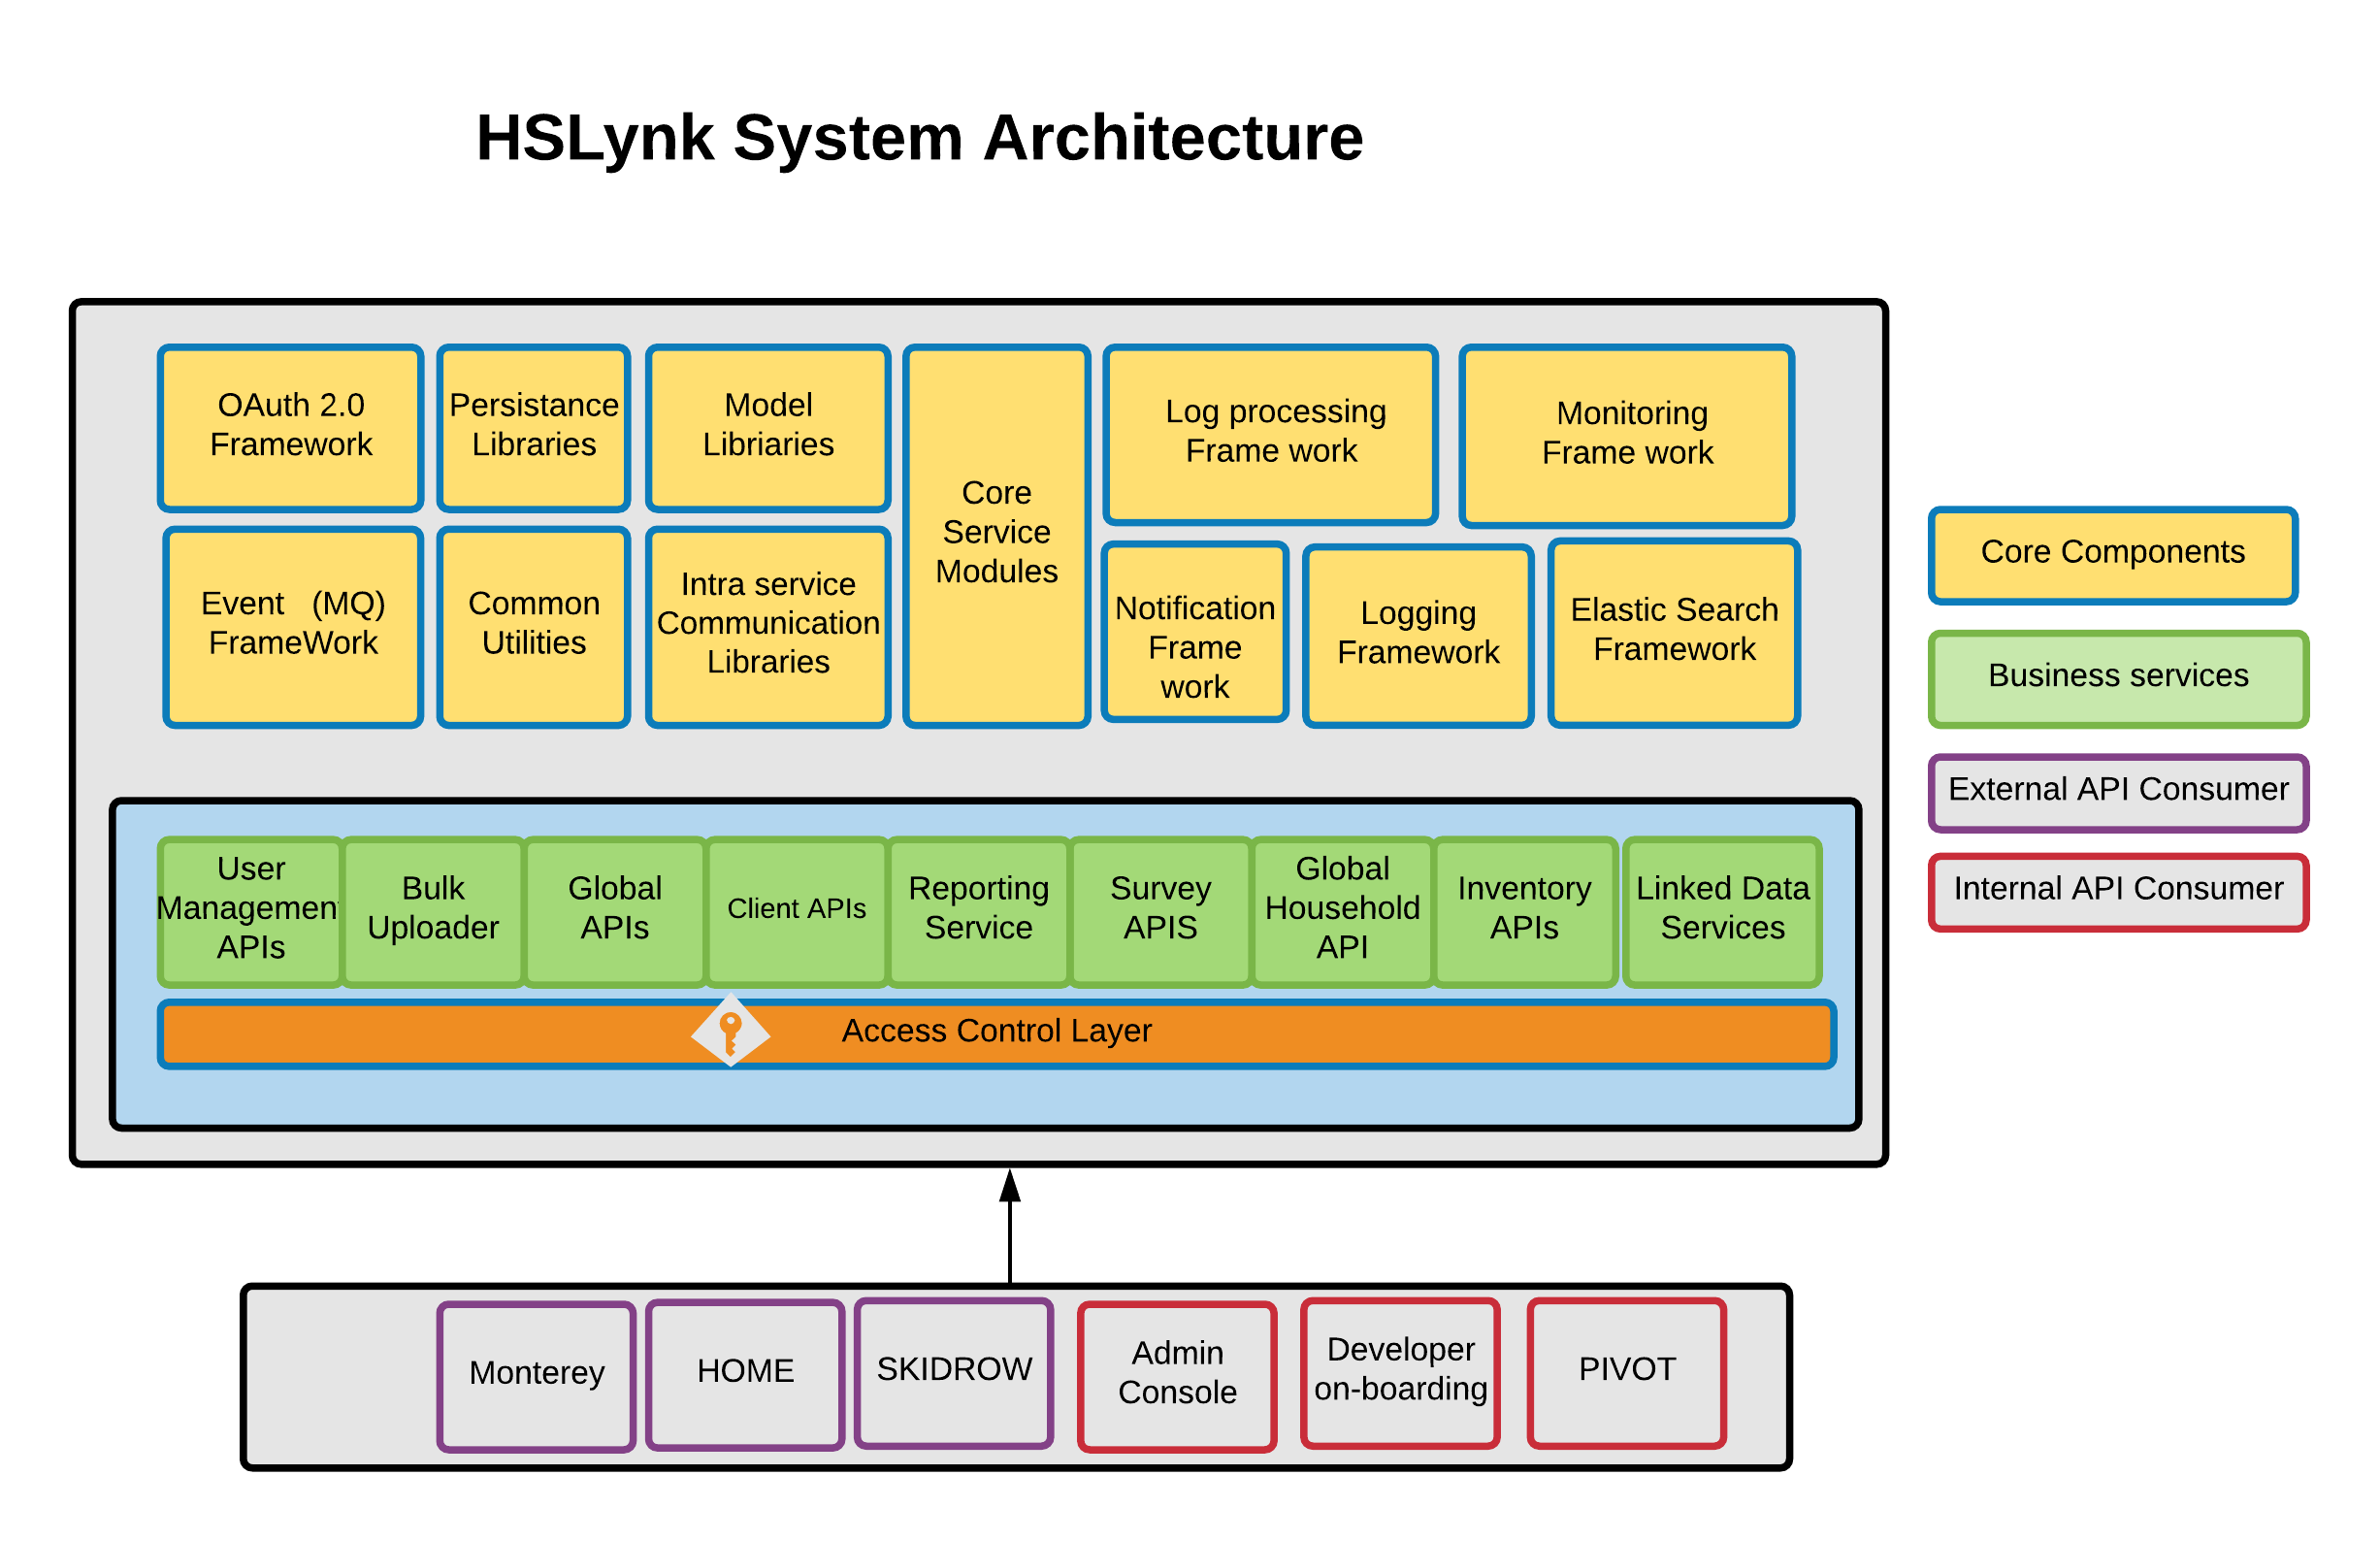 HSLynk System Architecture
OAuth 2.0
Framework
Persistance
Libraries
Model
Libriaries
Core
Service
Modules
Log processing
Frame work
Monitoring
Frame work
Event   (MQ)
FrameWork
Common
Utilities
Intra service
Communication
Libraries
Notification
Frame
work
Logging
Framework
Elastic Search
Framework
Core Components
Business services
External API Consumer
Internal API Consumer
User
Management
APIs
Bulk
Uploader
Global
APIs
Client APIs
Reporting
Service
Survey
APIS
Global
Household
API
Inventory
APIs
Linked Data
Services
Access Control Layer
Monterey
HOME
SKIDROW
Admin
Console
Developer
on-boarding
PIVOT